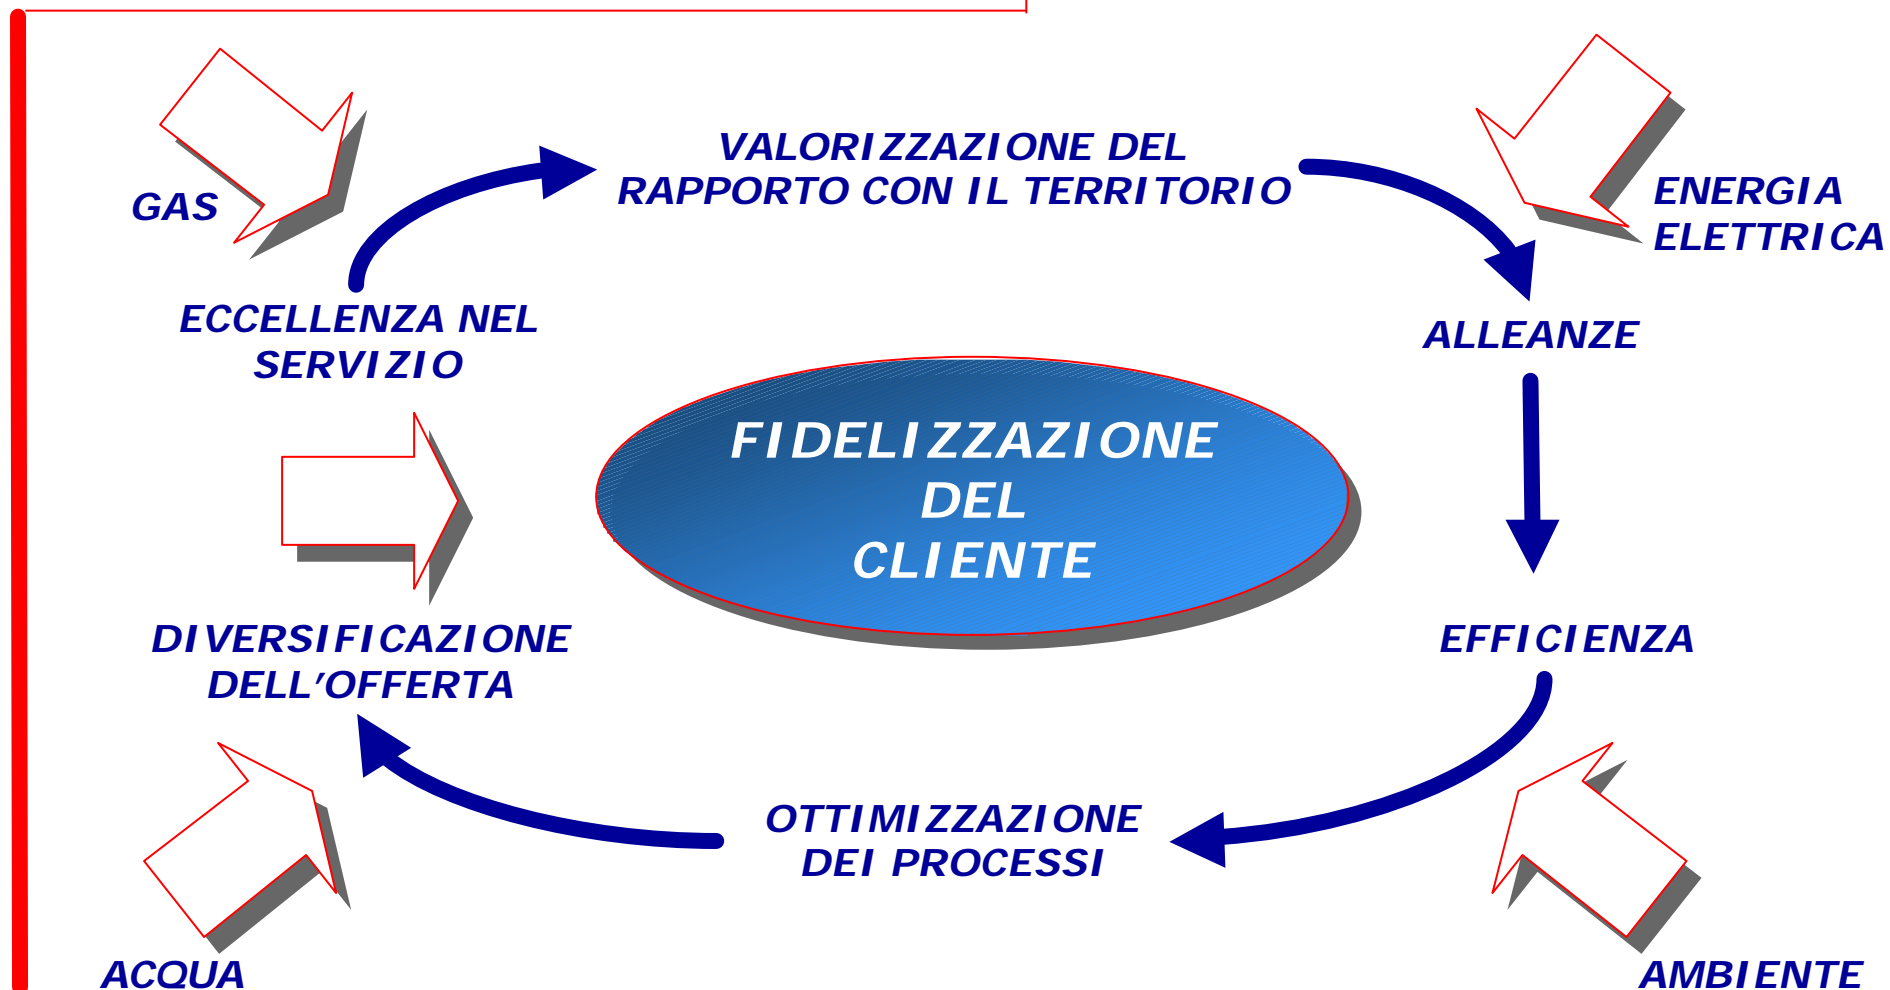 VALORIZZAZIONE DEL
RAPPORTO CON IL TERRITORIO
GAS
ENERGIA
ELETTRICA
ECCELLENZA NEL
SERVIZIO
ALLEANZE
FIDELIZZAZIONE
DEL
CLIENTE
DIVERSIFICAZIONE
DELL’OFFERTA
EFFICIENZA
OTTIMIZZAZIONE
DEI PROCESSI
ACQUA
AMBIENTE